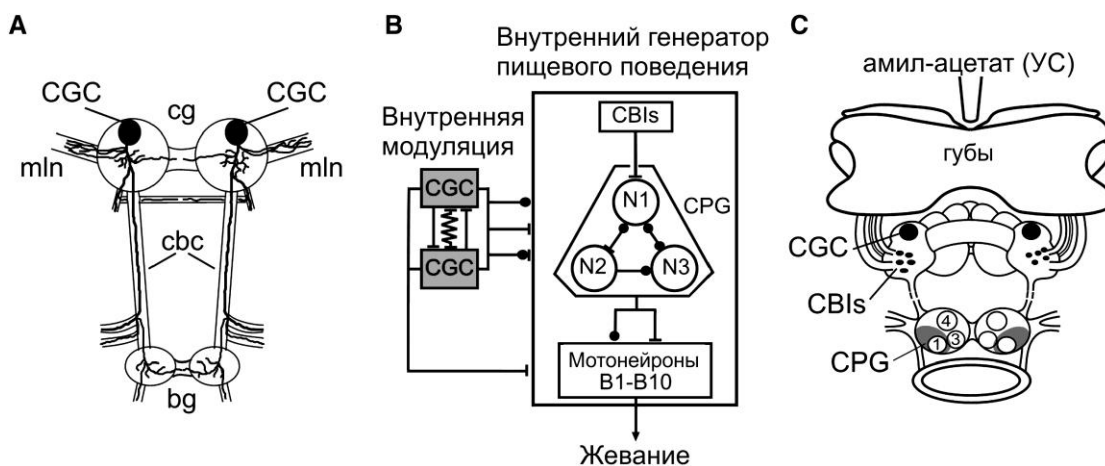 A
CGC
cg
CGC
mln
mln
cbc
bg
B
Внутренний генератор
пищевого поведения
Внутренняя
модуляция
CGC
CGC
CBIs
N1
CPG
N2
N3
Мотонейроны
B1-B10
Жевание
C
амил-ацетат (УС)
губы
CGC
CBIs
CPG
4
1
3